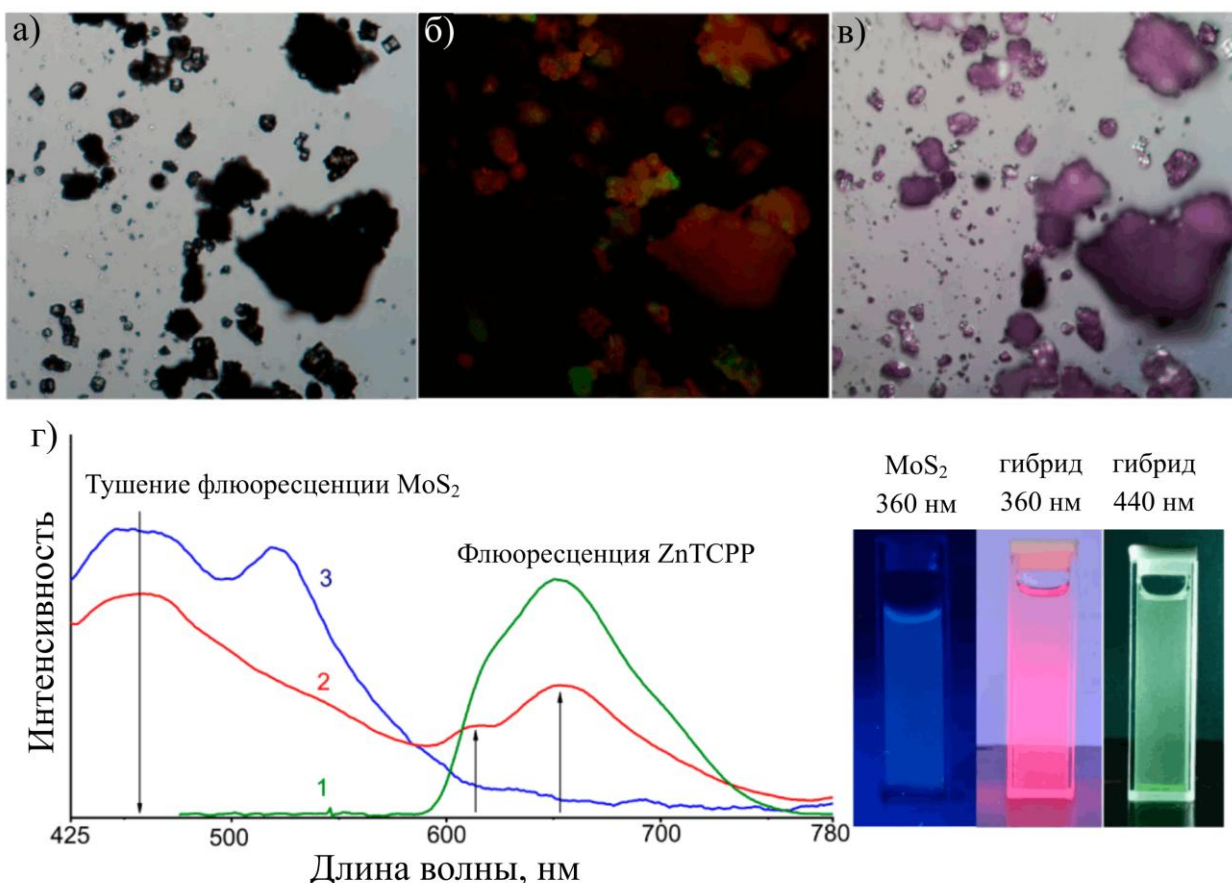 а)
б)
в)
г)
Тушение флюоресценции MoS₂
Флюоресценция ZnTCPP
Интенсивность
3
2
1
425
500
600
700
780
Длина волны, нм
MoS₂ гибрид гибрид
360 нм 360 нм 440 нм